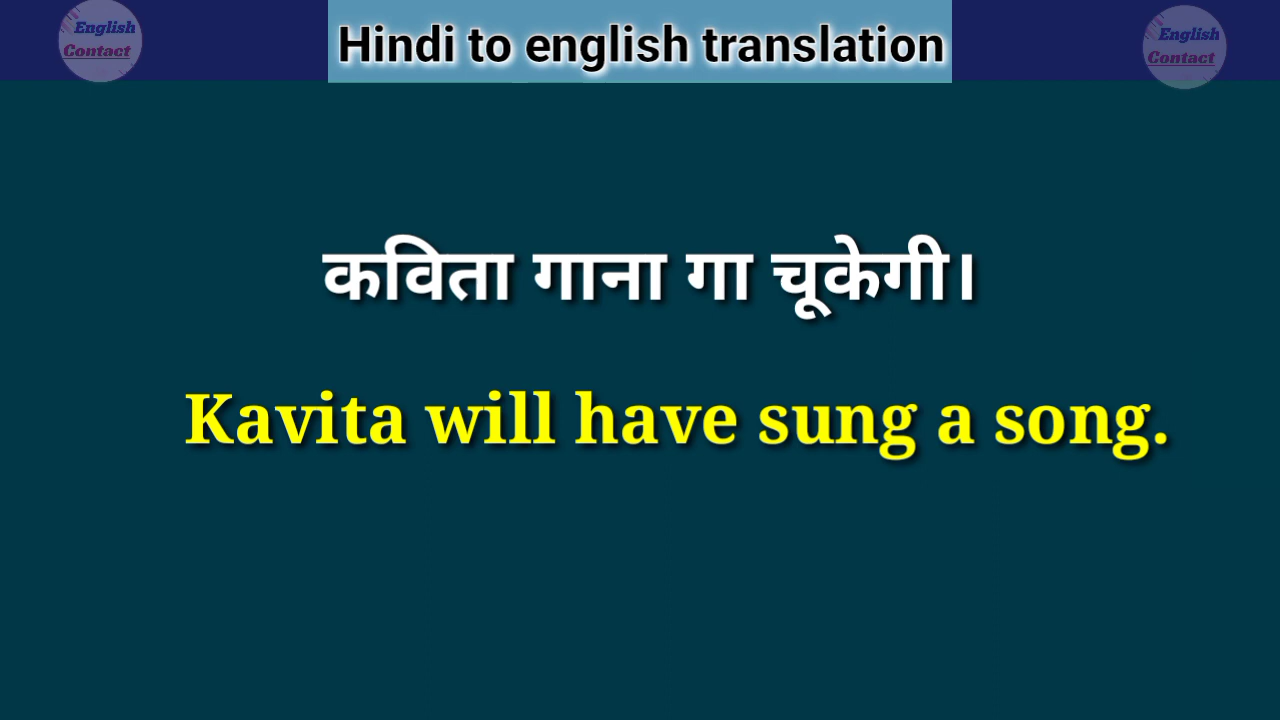 English
Contact
Hindi to english translation
English
Contact
कविता गाना गा चूकेगी।
Kavita will have sung a song.